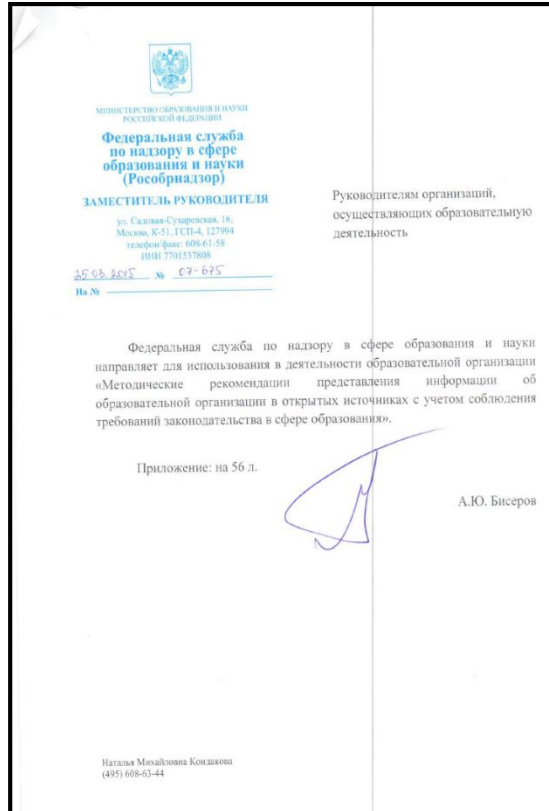 МИНИСТЕРСТВО ОБРАЗОВАНИЯ И НАУКИ
РОССИЙСКОЙ ФЕДЕРАЦИИ
Федеральная служба
по надзору в сфере
образования и науки
(Рособрнадзор)
ЗАМЕСТИТЕЛЬ РУКОВОДИТЕЛЯ
ул. Садовая-Сухаревская, 16,
Москва, К-51, ГСП-4, 127994
телефон/факс: 608-61-58
ИНН 7701537808
25.03.2015 № 07-675
На №
Руководителям организаций,
осуществляющих образовательную
деятельность
Федеральная служба по надзору в сфере образования и науки
направляет для использования в деятельности образовательной организации
«Методические рекомендации представления информации об
образовательной организации в открытых источниках с учетом соблюдения
требований законодательства в сфере образования».
Приложение: на 56 л.
А.Ю. Бисеров
Наталья Михайловна Кондакова
(495) 608-63-44